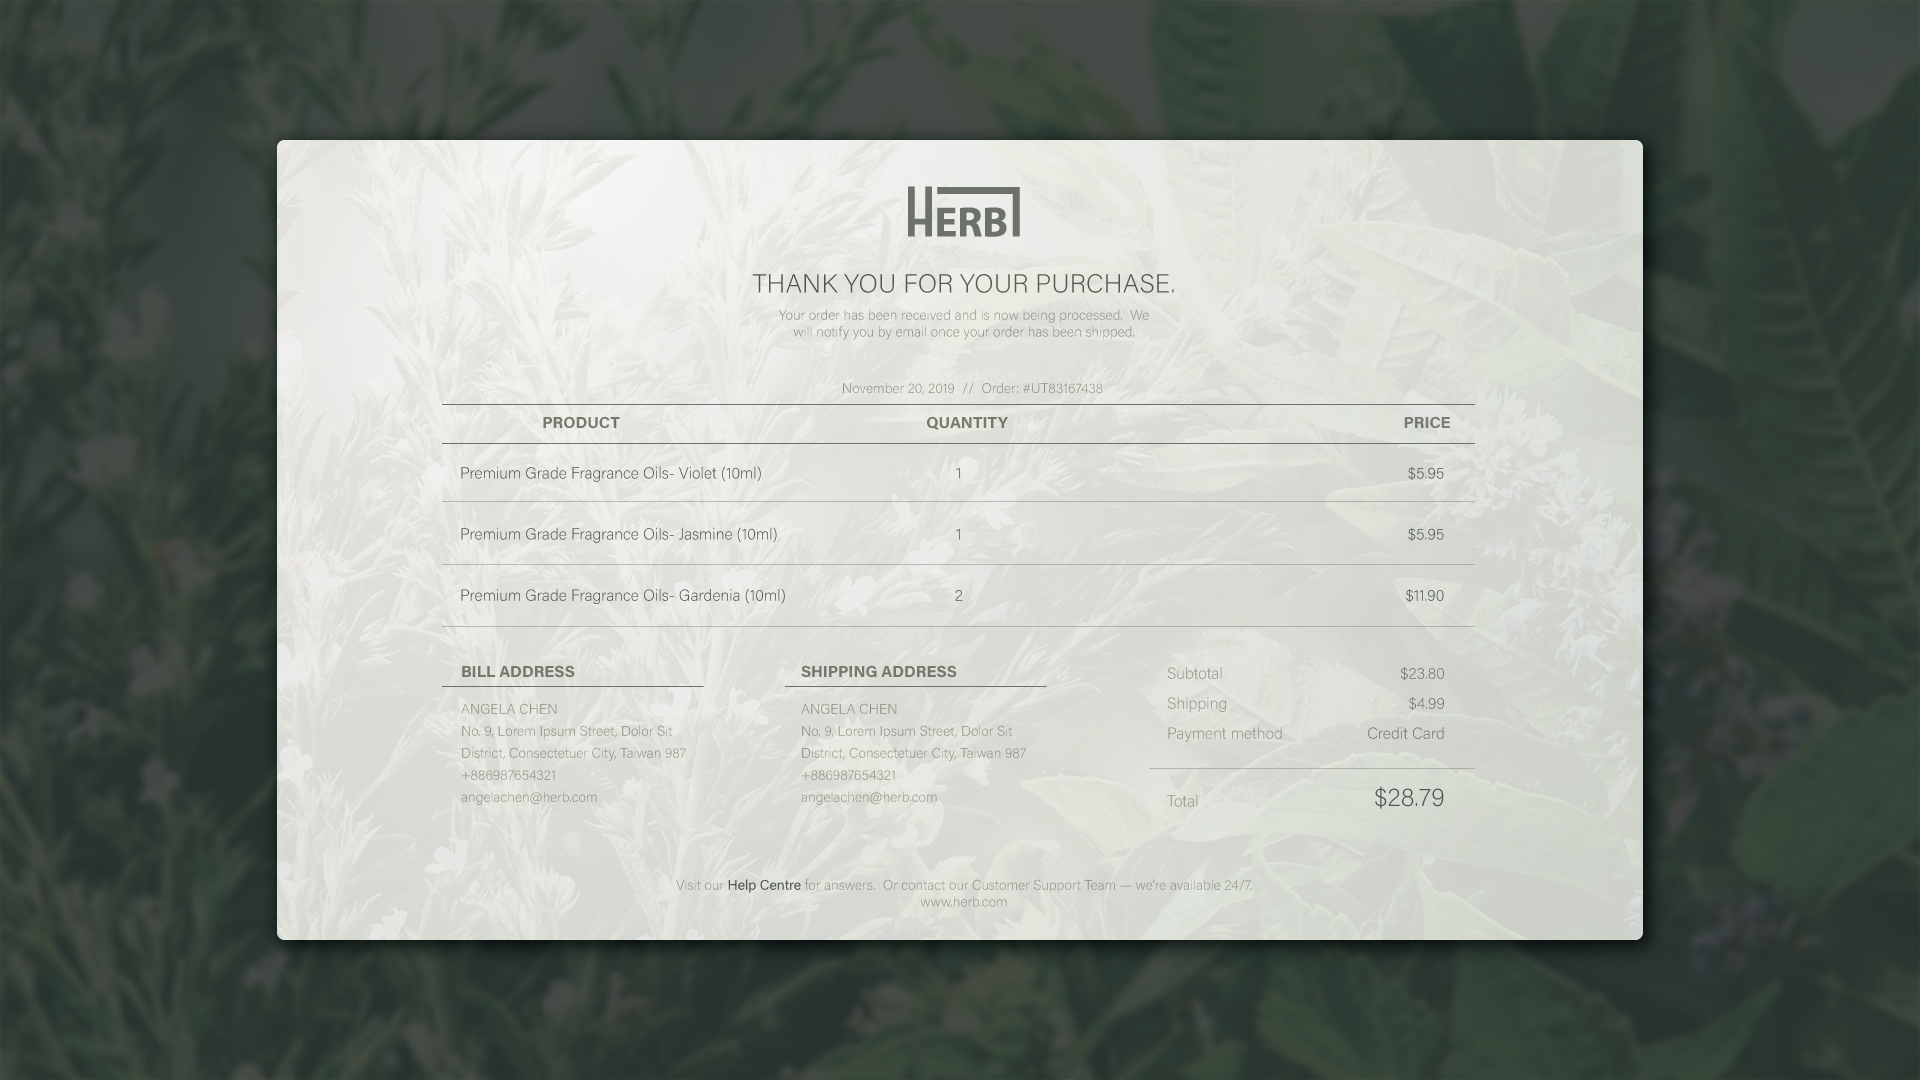 HERB
THANK YOU FOR YOUR PURCHASE.
Your order has been received and is now being processed. We
will notify you by email once your order has been shipped.
November 20, 2019 // Order: #UT83167438
PRODUCT QUANTITY PRICE
Premium Grade Fragrance Oils- Violet (10ml) 1 $5.95
Premium Grade Fragrance Oils- Jasmine (10ml) 1 $5.95
Premium Grade Fragrance Oils- Gardenia (10ml) 2 $11.90
BILL ADDRESS
ANGELA CHEN
No. 9, Lorem Ipsum Street, Dolor Sit
District, Consectetuer City, Taiwan 987
+886987654321
angelachen@herb.com
SHIPPING ADDRESS
ANGELA CHEN
No. 9, Lorem Ipsum Street, Dolor Sit
District, Consectetuer City, Taiwan 987
+886987654321
angelachen@herb.com
Subtotal $23.80
Shipping $4.99
Payment method Credit Card
Total $28.79
Visit our Help Centre for answers. Or contact our Customer Support Team — we're available 24/7.
www.herb.com